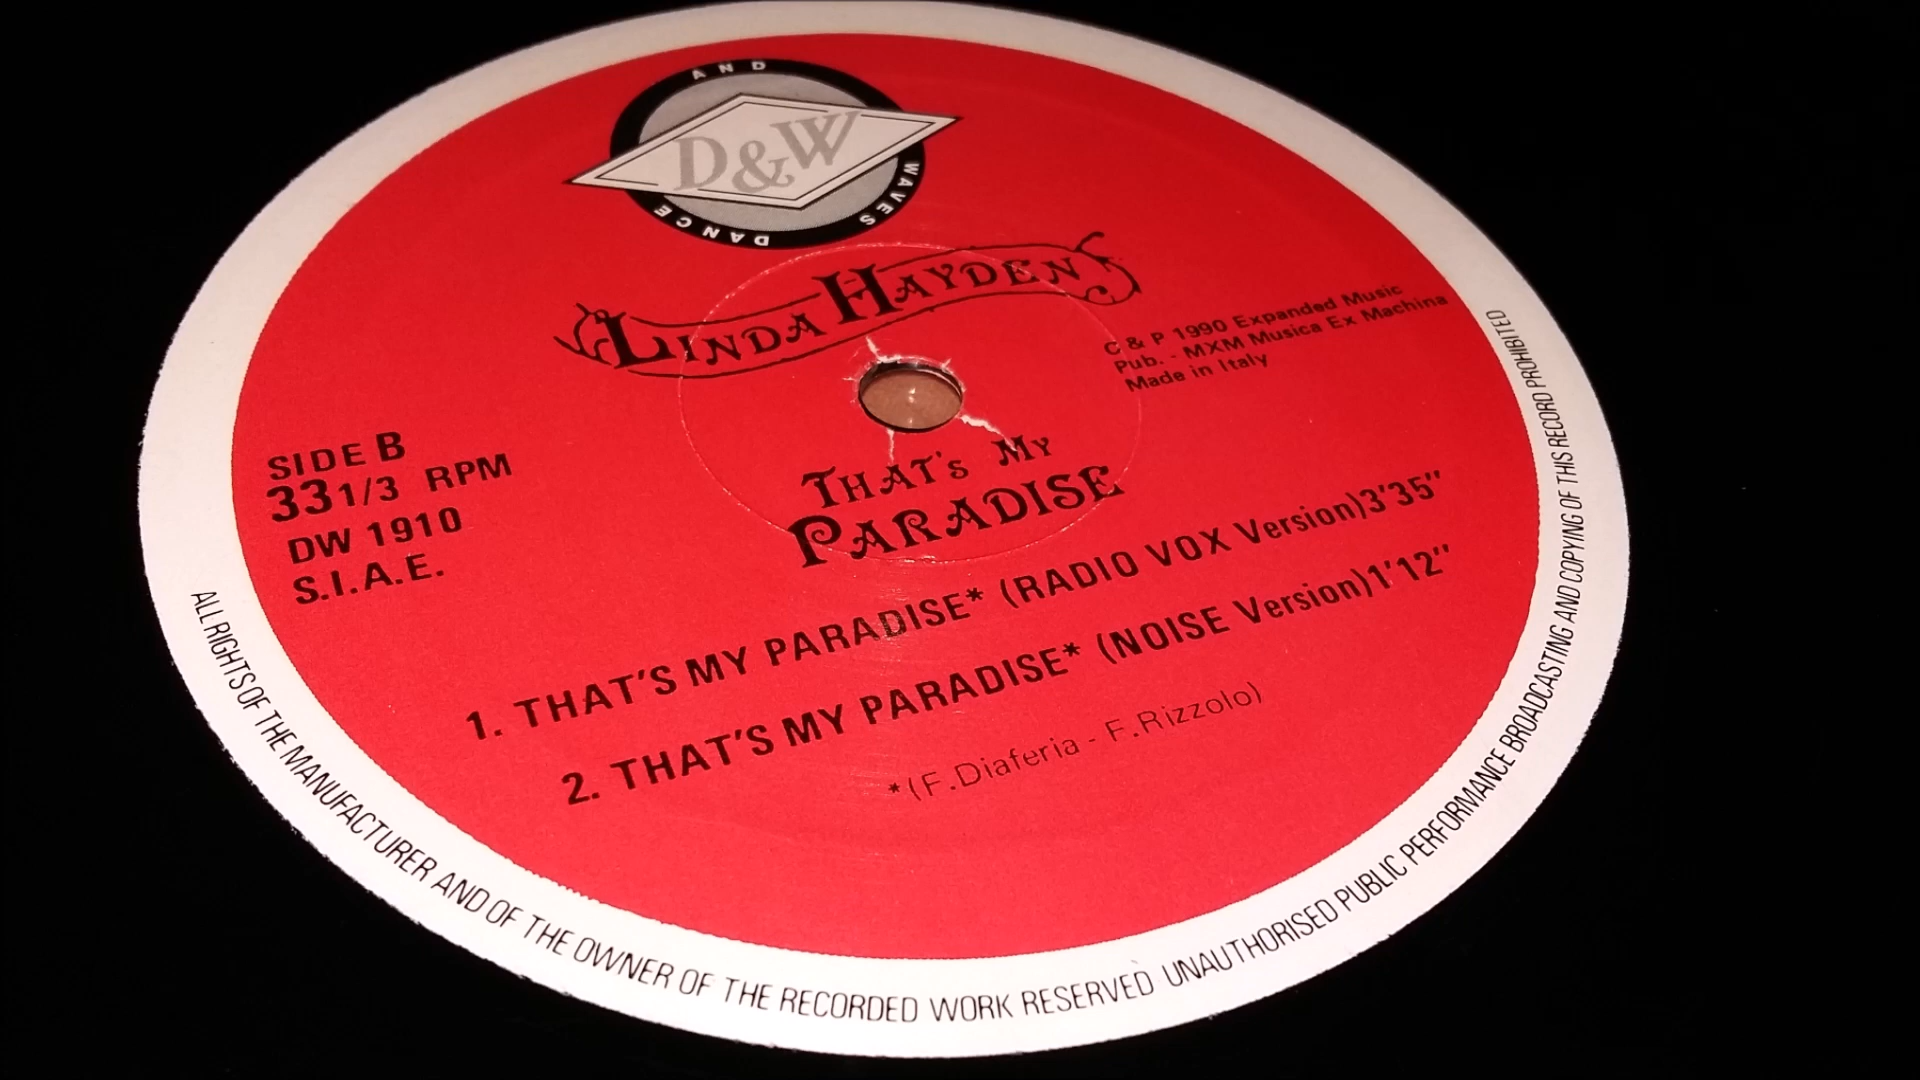 AND
D&W
DANCE WAVES
LINDA HAYDEN
C & P 1990 Expanded Music
Pub. - MXM Musica Ex Machina
Made in Italy
SIDE B
33 1/3 RPM
DW 1910
S.I.A.E.
THAT'S MY
PARADISE
1. THAT'S MY PARADISE* (RADIO VOX Version)3'35''
2. THAT'S MY PARADISE* (NOISE Version)1'12''
*(F.Diaferia - F.Rizzolo)
ALL RIGHTS OF THE MANUFACTURER AND OF THE OWNER OF THE RECORDED WORK RESERVED UNAUTHORISED PUBLIC PERFORMANCE BROADCASTING AND COPYING OF THIS RECORD PROHIBITED